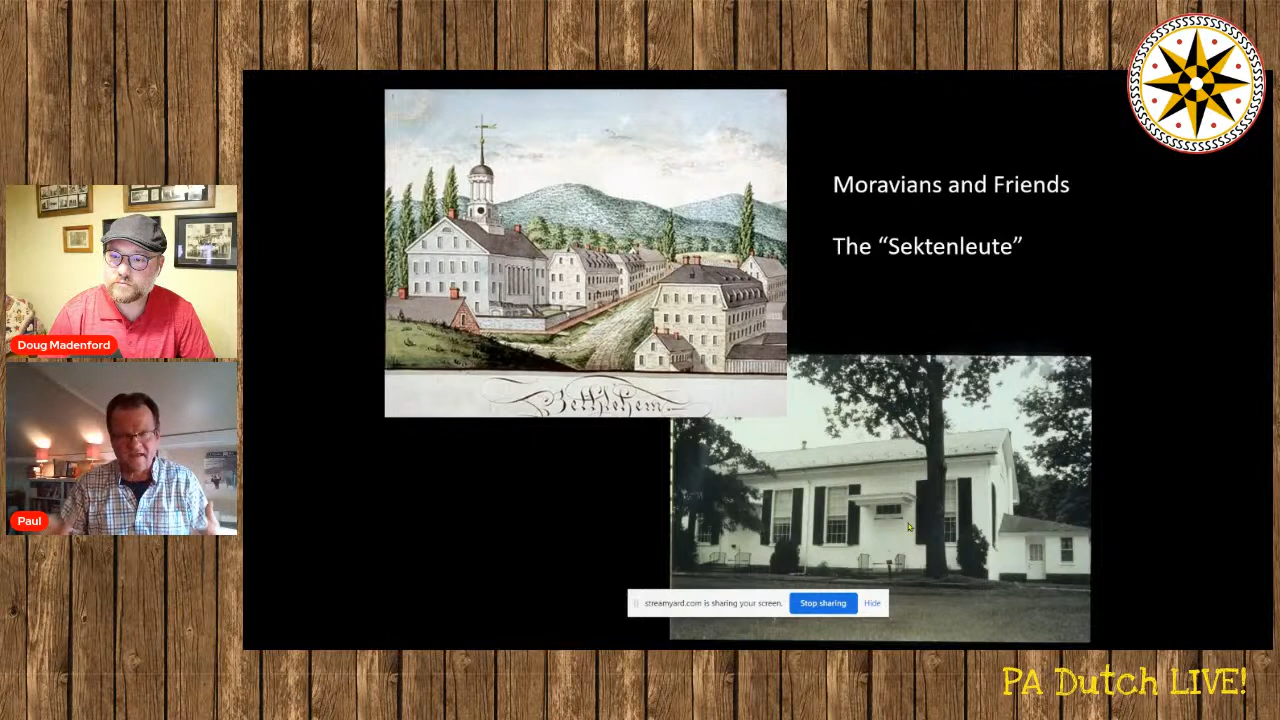 Moravians and Friends
The “Sektenleute”
Bethlehem.
Doug Madenford
Paul
streamyard.com is sharing your screen.
Stop sharing
Hide
PA Dutch LIVE!